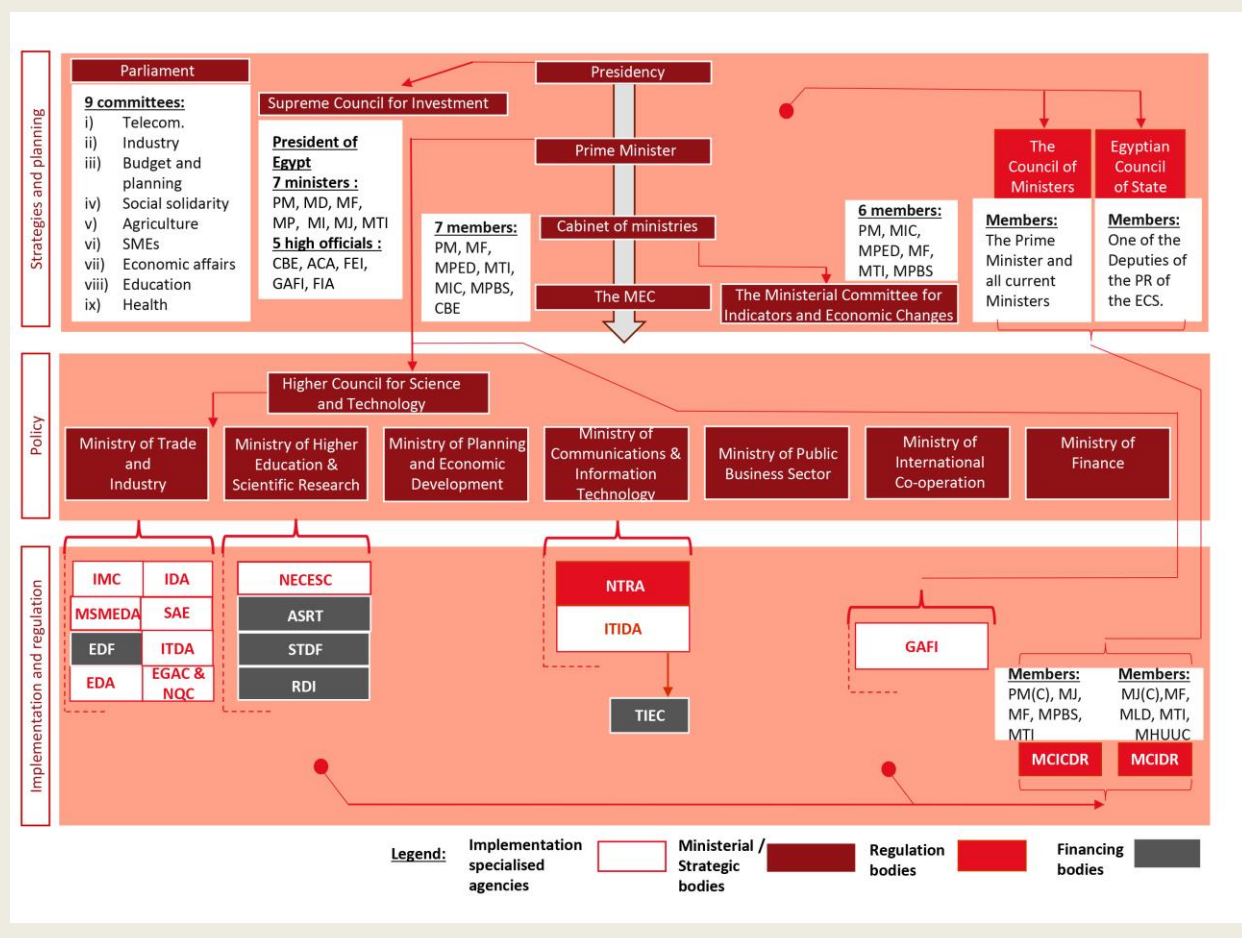 Strategies and planning
Parliament
9 committees:
i) Telecom.
ii) Industry
iii) Budget and
planning
iv) Social solidarity
v) Agriculture
vi) SMEs
vii) Economic affairs
viii) Education
ix) Health
Supreme Council for Investment
President of
Egypt
7 ministers :
PM, MD, MF,
MP, MI, MJ, MTI
5 high officials :
CBE, ACA, FEI,
GAFI, FIA
Presidency
Prime Minister
Cabinet of ministries
The MEC
7 members:
PM, MF,
MPED, MTI,
MIC, MPBS,
CBE
6 members:
PM, MIC,
MPED, MF,
MTI, MPBS
The Ministerial Committee for
Indicators and Economic Changes
The
Council of
Ministers
Members:
The Prime
Minister and
all current
Ministers
Egyptian
Council
of State
Members:
One of the
Deputies of
the PR of
the ECS.
Policy
Higher Council for Science
and Technology
Ministry of Trade
and
Industry
Ministry of Higher
Education &
Scientific Research
Ministry of Planning
and Economic
Development
Ministry of
Communications &
Information
Technology
Ministry of Public
Business Sector
Ministry of
International
Co-operation
Ministry of
Finance
Implementation and regulation
IMC
IDA
MSMEDA
SAE
EDF
ITDA
EDA
EGAC &
NQC
NECESC
ASRT
STDF
RDI
NTRA
ITIDA
TIEC
GAFI
Members:
PM(C), MJ,
MF, MPBS,
MTI
MCICDR
Members:
MJ(C),MF,
MLD, MTI,
MHUUC
MCIDR
Legend:
Implementation
specialised
agencies
Ministerial /
Strategic
bodies
Regulation
bodies
Financing
bodies